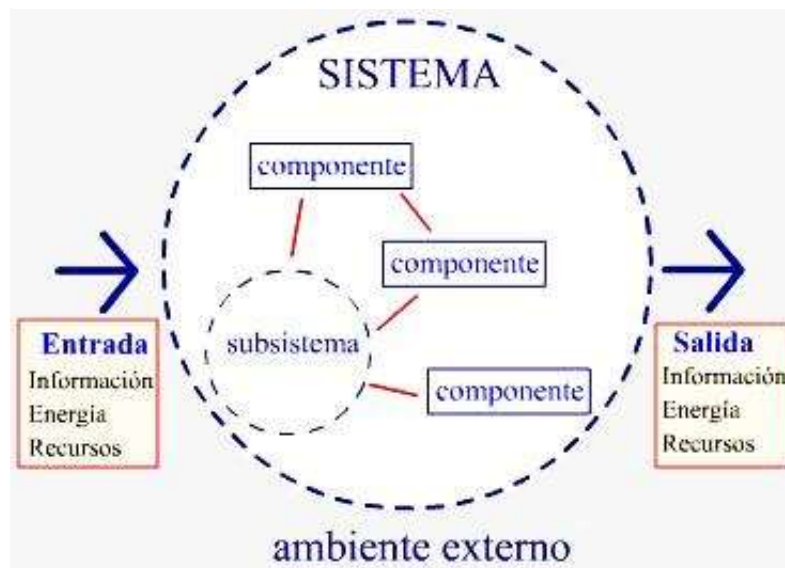 SISTEMA
componente
componente
subsistema
componente
Entrada
Información
Energía
Recursos
Salida
Información
Energía
Recursos
ambiente externo